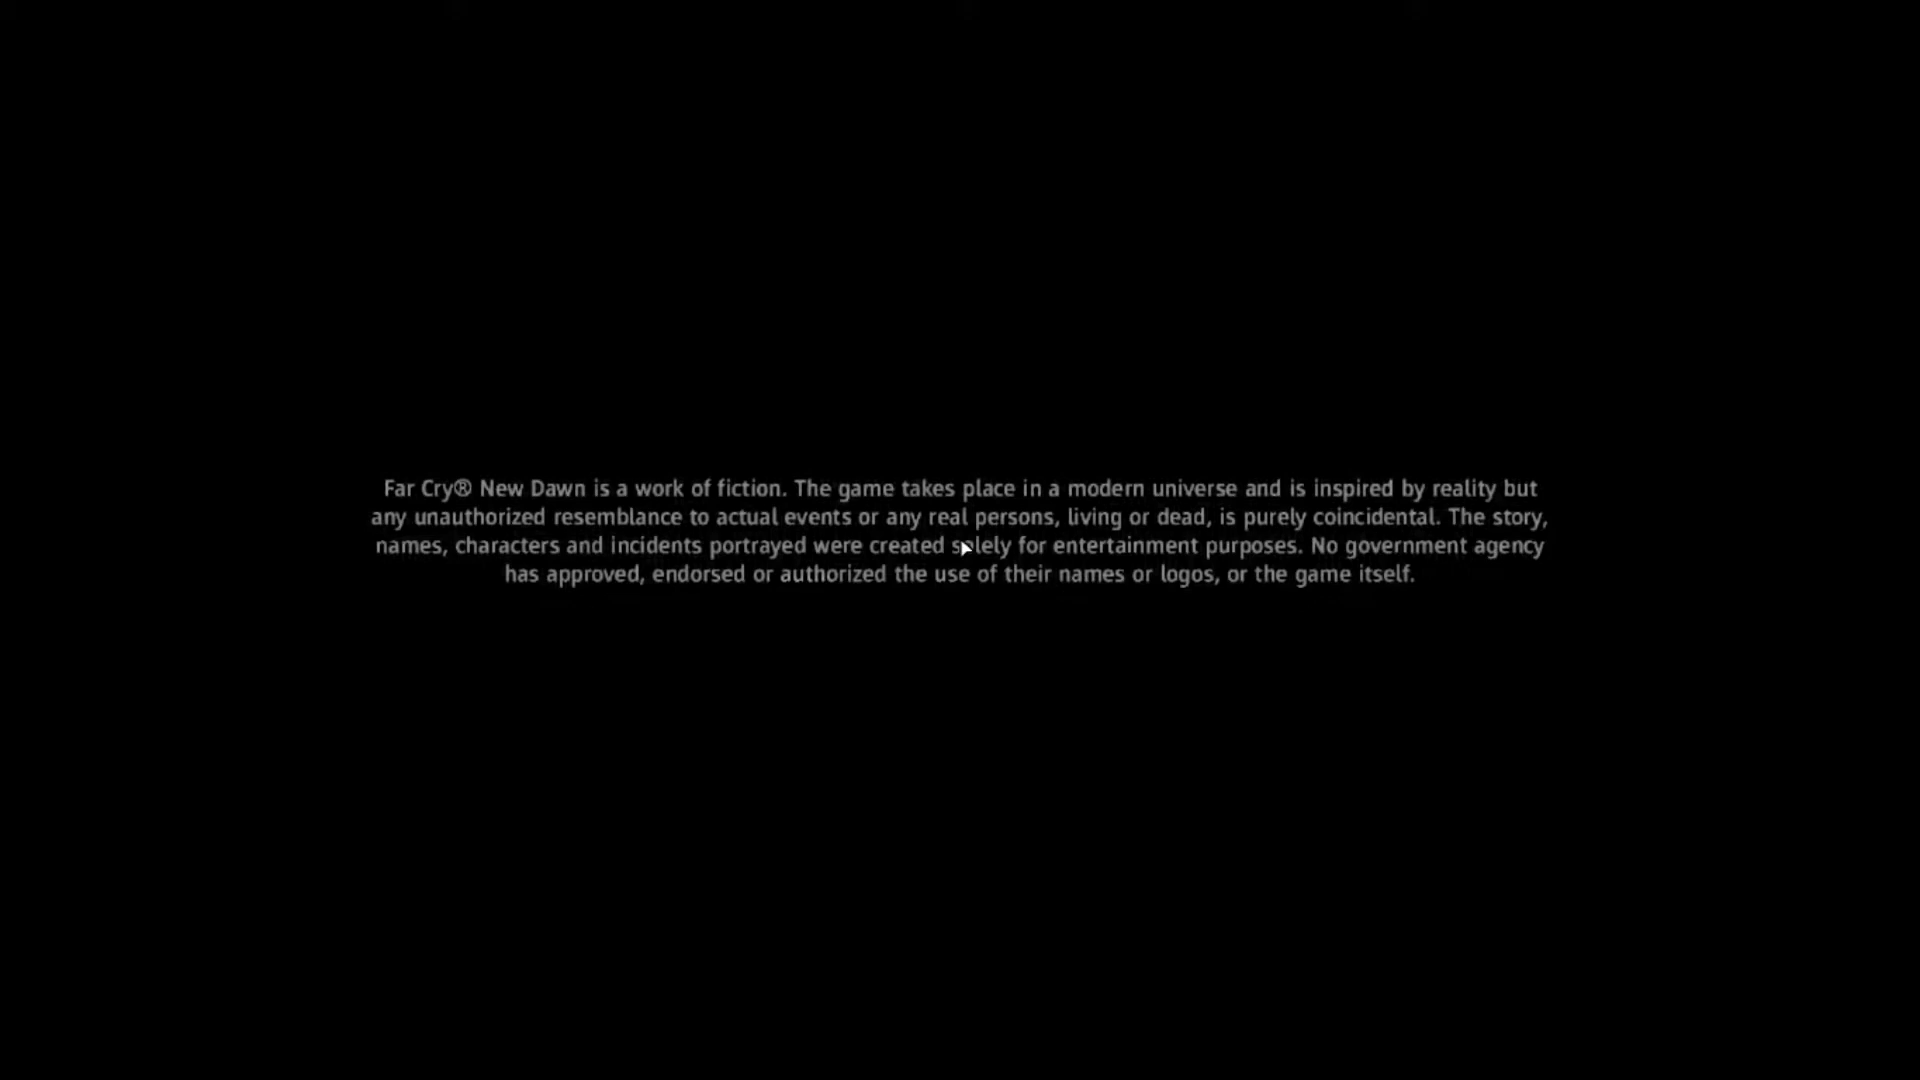 Far Cry® New Dawn is a work of fiction. The game takes place in a modern universe and is inspired by reality but
any unauthorized resemblance to actual events or any real persons, living or dead, is purely coincidental. The story,
names, characters and incidents portrayed were created solely for entertainment purposes. No government agency
has approved, endorsed or authorized the use of their names or logos, or the game itself.